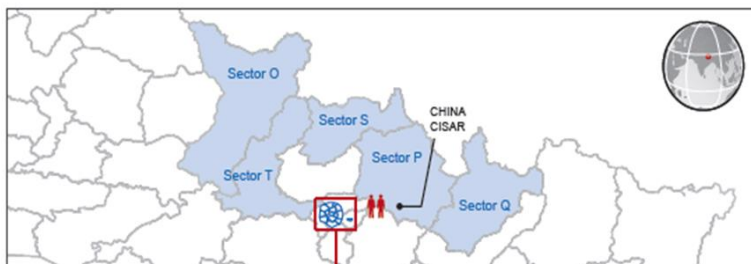 Sector O
Sector S
CHINA
CISAR
Sector P
Sector T
Sector Q